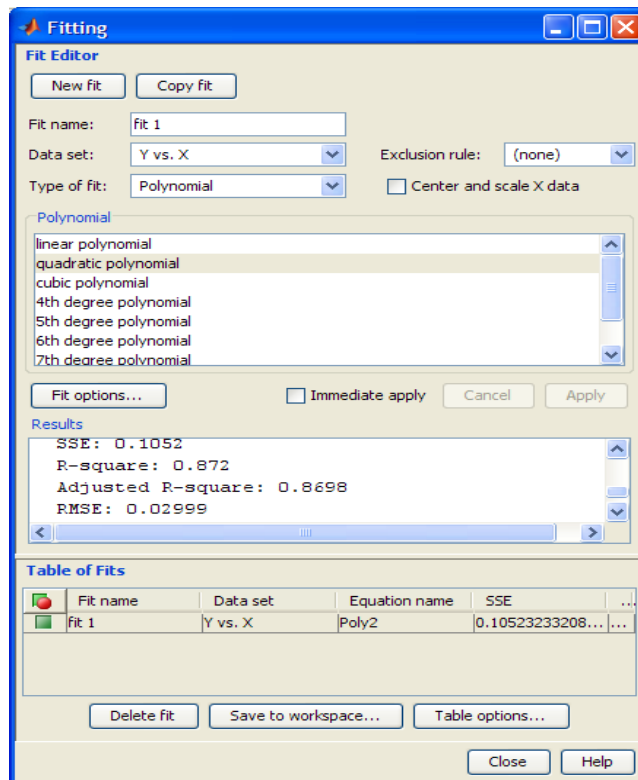 Fitting
Fit Editor
New fit Copy fit
Fit name: fit 1
Data set: Y vs. X Exclusion rule: (none)
Type of fit: Polynomial Center and scale X data
Polynomial
linear polynomial
quadratic polynomial
cubic polynomial
4th degree polynomial
5th degree polynomial
6th degree polynomial
7th degree polynomial
Fit options... Immediate apply Cancel Apply
Results
SSE: 0.1052
R-square: 0.872
Adjusted R-square: 0.8698
RMSE: 0.02999
Table of Fits
Fit name Data set Equation name SSE ...
fit 1 Y vs. X Poly2 0.10523233208... ...
Delete fit Save to workspace... Table options...
Close Help